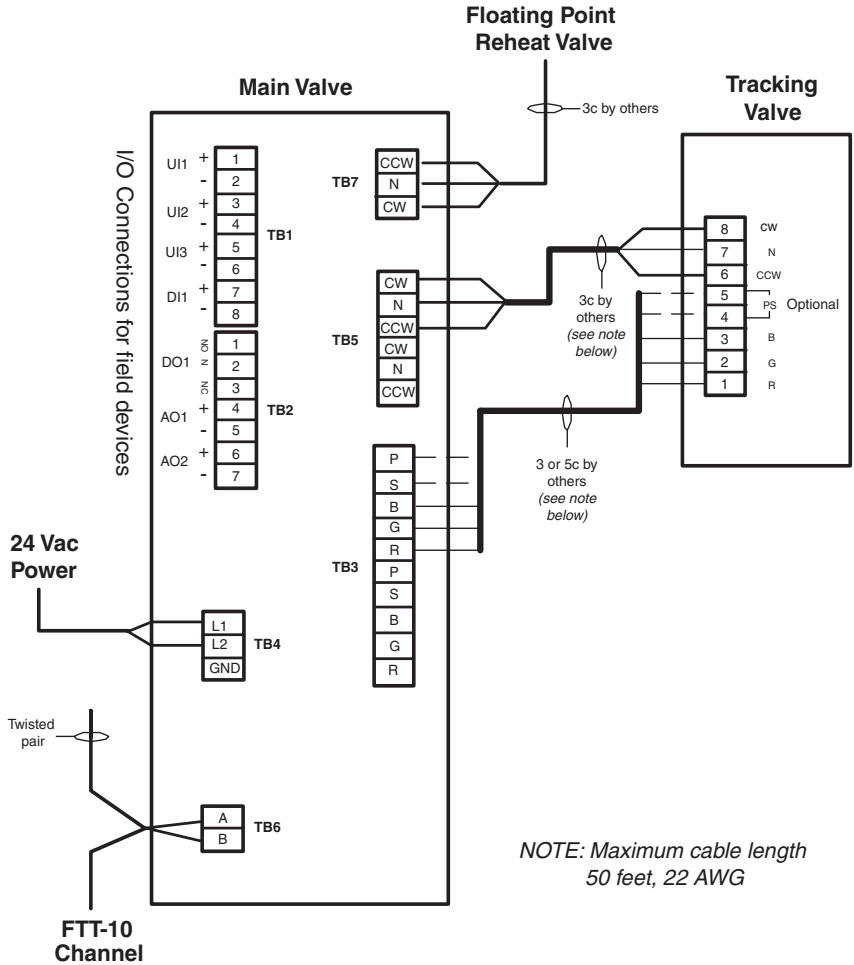 Floating Point
Reheat Valve
Main Valve
3c by others
Tracking
Valve
I/O Connections for field devices
UI1 + 1
- 2
UI2 + 3
- 4
UI3 + 5
- 6
DI1 + 7
- 8
TB1
DO1
NO 1
N 2
NC 3
AO1 + 4
- 5
AO2 + 6
- 7
TB2
TB7
CCW
N
CW
TB5
CW
N
CCW
CW
N
CCW
3c by
others
(see note
below)
8 CW
7 N
6 CCW
5
PS Optional
4
3 B
2 G
1 R
3 or 5c by
others
(see note
below)
TB3
P
S
B
G
R
P
S
B
G
R
24 Vac
Power
L1
L2
GND
TB4
Twisted
pair
A
B
TB6
FTT-10
Channel
NOTE: Maximum cable length
50 feet, 22 AWG